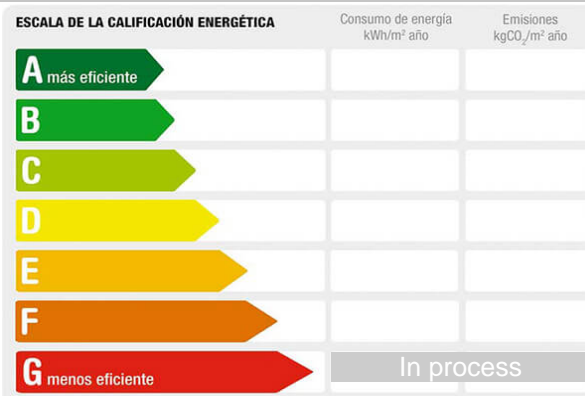 ESCALA DE LA CALIFICACIÓN ENERGÉTICA
Consumo de energía
kWh/m² año
Emisiones
kgCO₂/m² año
A más eficiente
B
C
D
E
F
G menos eficiente
In process